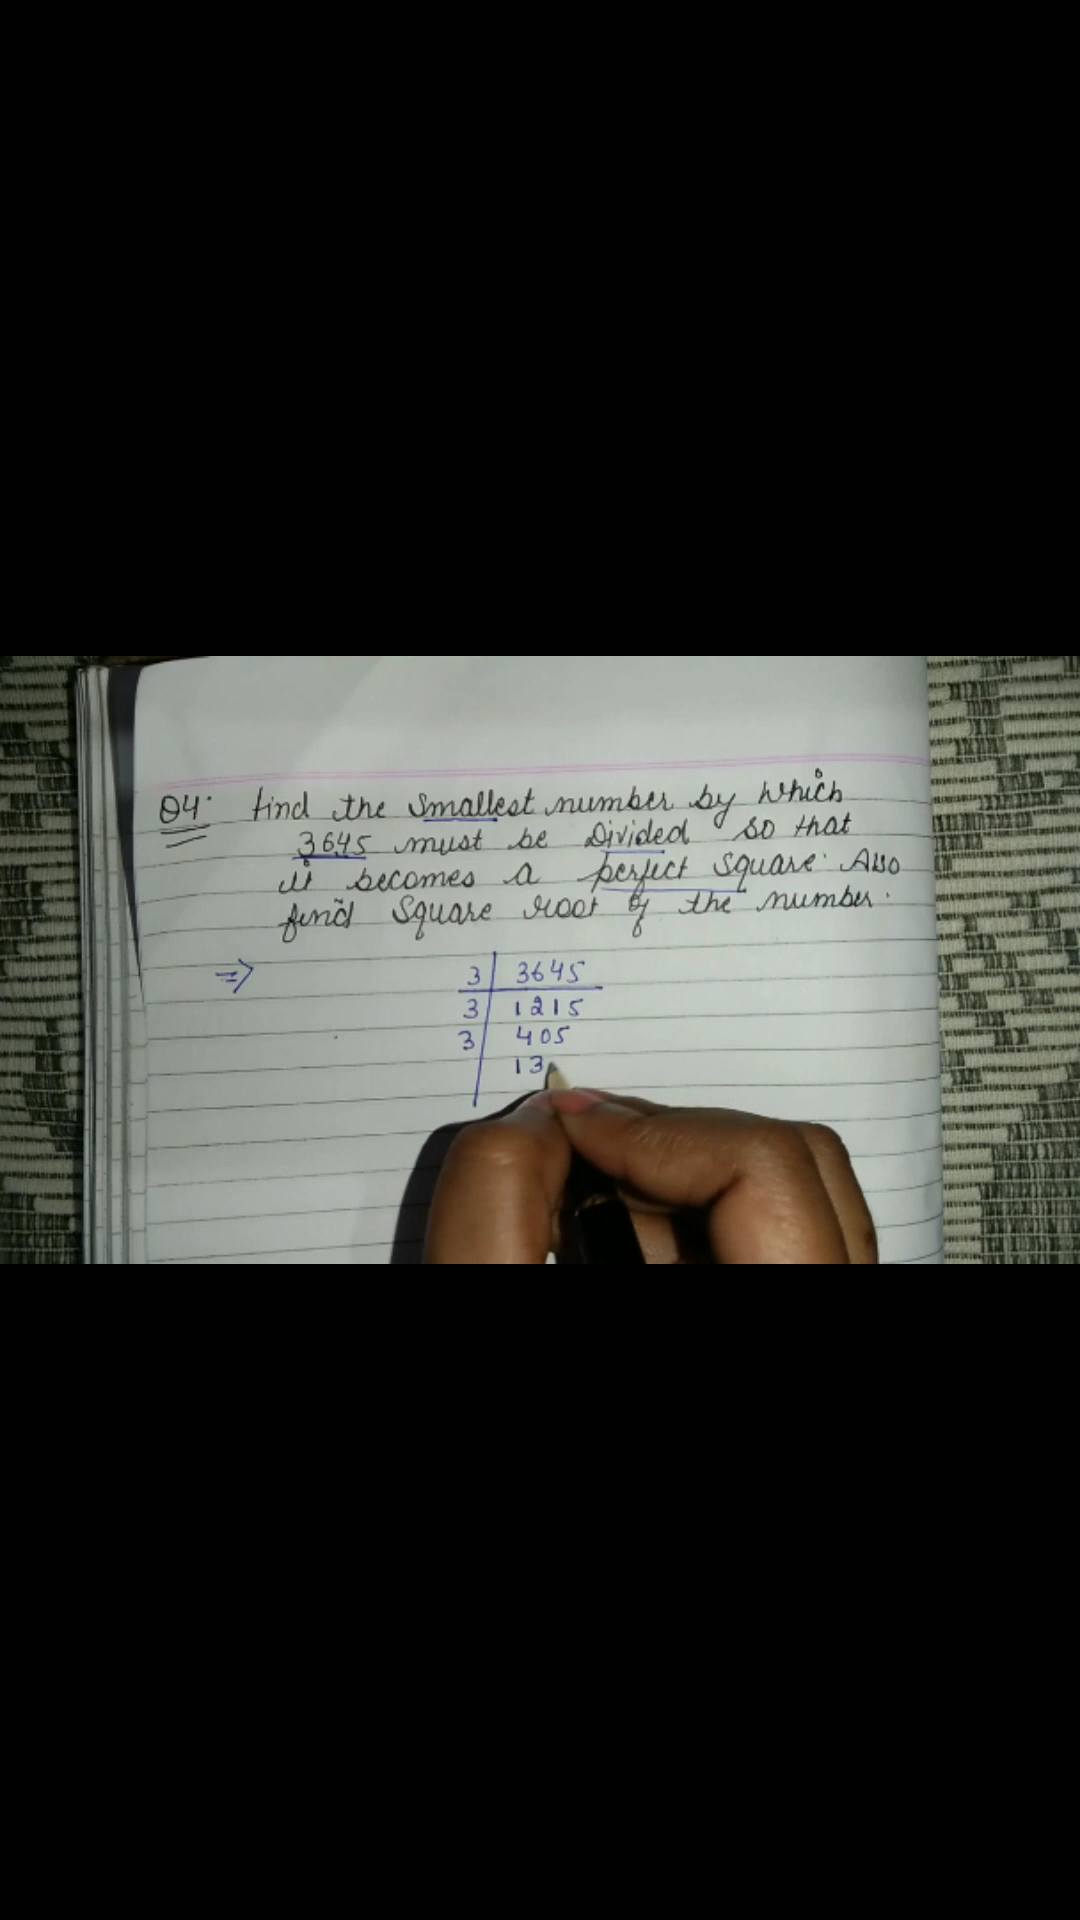 Q4. find the smallest number by which
3645 must be Divided so that
it becomes a perfect square. Also
find Square root of the number.
⇒ 3 | 3645
3 | 1215
3 | 405
13